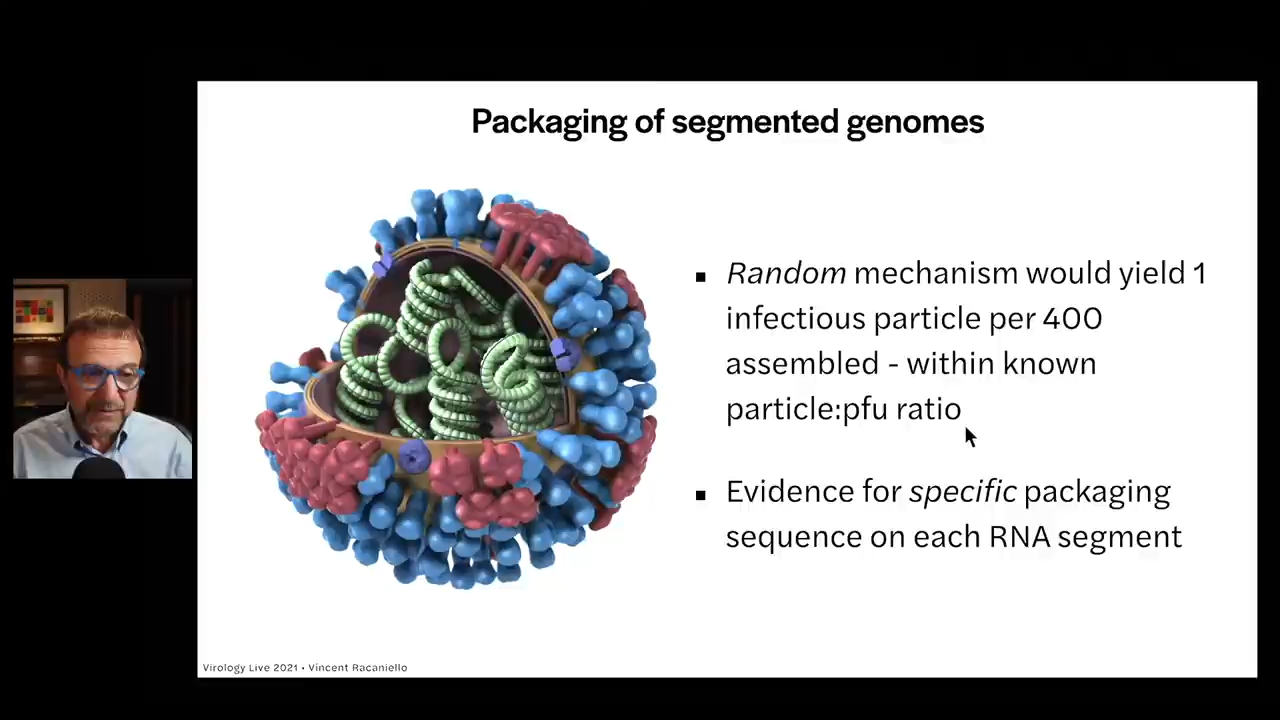 Packaging of segmented genomes
▪ Random mechanism would yield 1
infectious particle per 400
assembled - within known
particle:pfu ratio
▪ Evidence for specific packaging
sequence on each RNA segment
Virology Live 2021 • Vincent Racaniello